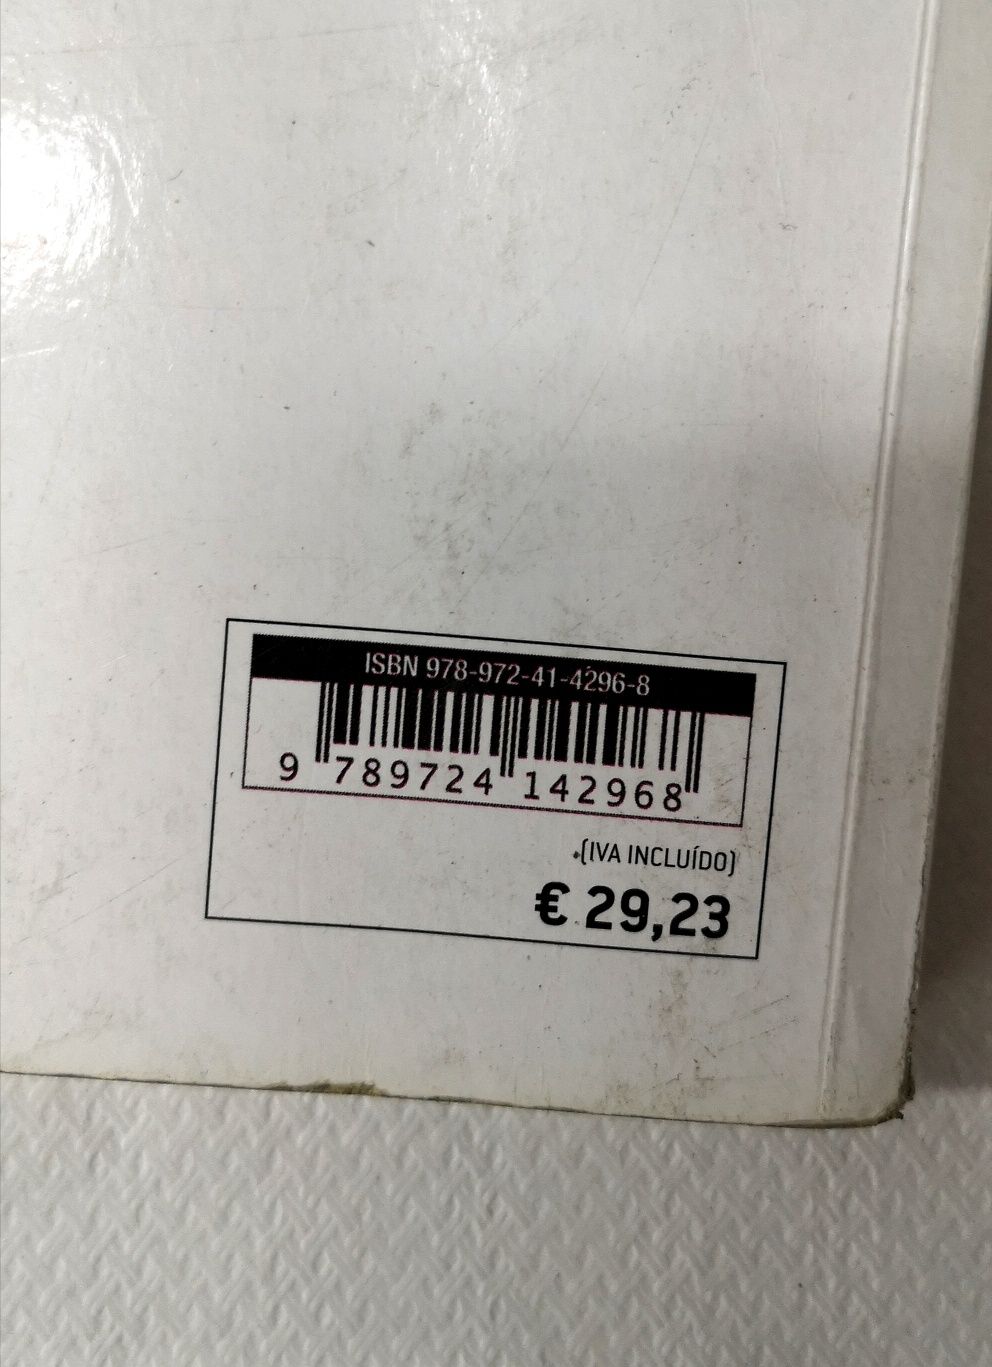 ISBN 978-972-41-4296-8
9 789724 142968
(IVA INCLUÍDO)
€ 29,23